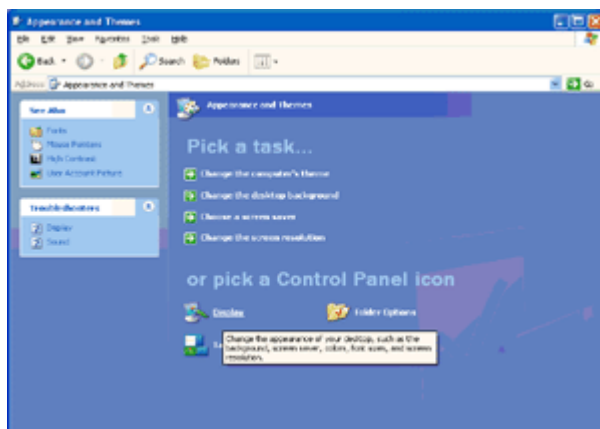 Appearance and Themes
File Edit View Favorites Tools Help
Back Search Folders
Address Appearance and Themes Go
See Also
Fonts
Mouse Pointers
High Contrast
User Account Picture
Troubleshooters
Display
Sound
Appearance and Themes
Pick a task...
Change the computer's theme
Change the desktop background
Choose a screen saver
Change the screen resolution
or pick a Control Panel icon
Display Folder Options
Change the appearance of your desktop, such as the
background, screen saver, colors, font sizes, and screen
resolution.